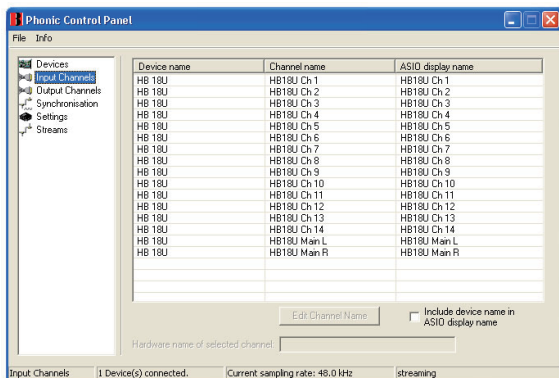 Phonic Control Panel
File Info
Devices
Input Channels
Output Channels
Synchronisation
Settings
Streams
Device name Channel name ASIO display name
HB 18U HB18U Ch 1 HB18U Ch 1
HB 18U HB18U Ch 2 HB18U Ch 2
HB 18U HB18U Ch 3 HB18U Ch 3
HB 18U HB18U Ch 4 HB18U Ch 4
HB 18U HB18U Ch 5 HB18U Ch 5
HB 18U HB18U Ch 6 HB18U Ch 6
HB 18U HB18U Ch 7 HB18U Ch 7
HB 18U HB18U Ch 8 HB18U Ch 8
HB 18U HB18U Ch 9 HB18U Ch 9
HB 18U HB18U Ch 10 HB18U Ch 10
HB 18U HB18U Ch 11 HB18U Ch 11
HB 18U HB18U Ch 12 HB18U Ch 12
HB 18U HB18U Ch 13 HB18U Ch 13
HB 18U HB18U Ch 14 HB18U Ch 14
HB 18U HB18U Main L HB18U Main L
HB 18U HB18U Main R HB18U Main R
Edit Channel Name
Include device name in
ASIO display name
Hardware name of selected channel:
Input Channels 1 Device(s) connected. Current sampling rate: 48.0 kHz streaming